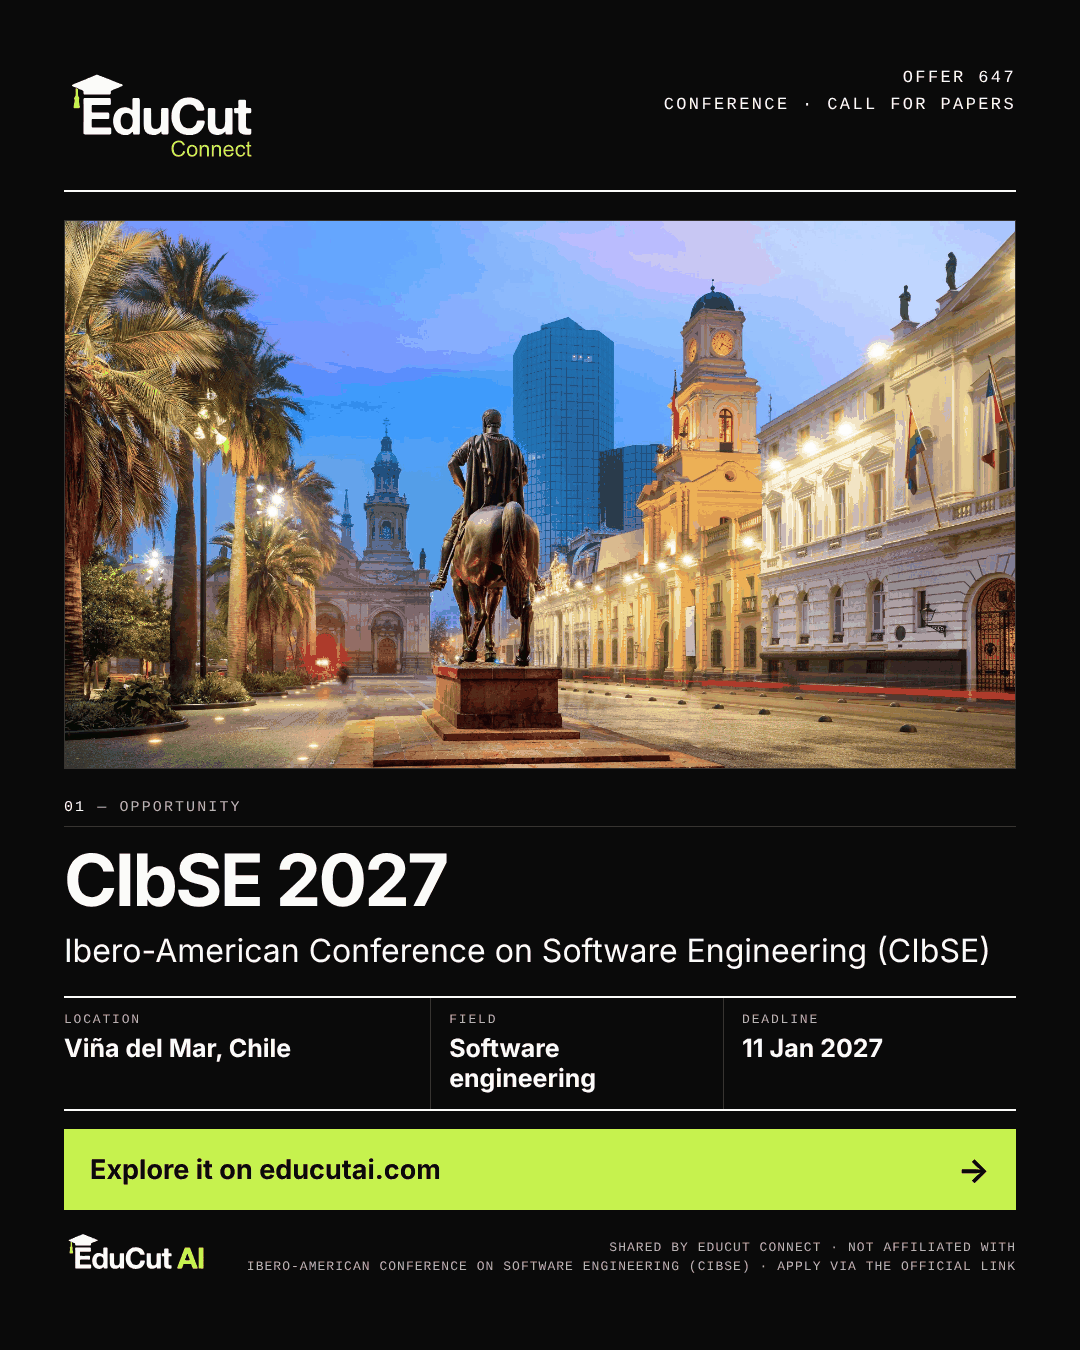 EduCut
Connect
OFFER 647
CONFERENCE · CALL FOR PAPERS
01 — OPPORTUNITY
CIbSE 2027
Ibero-American Conference on Software Engineering (CIbSE)
LOCATION
Viña del Mar, Chile
FIELD
Software
engineering
DEADLINE
11 Jan 2027
Explore it on educutai.com →
EduCut AI
SHARED BY EDUCUT CONNECT · NOT AFFILIATED WITH
IBERO-AMERICAN CONFERENCE ON SOFTWARE ENGINEERING (CIBSE) · APPLY VIA THE OFFICIAL LINK